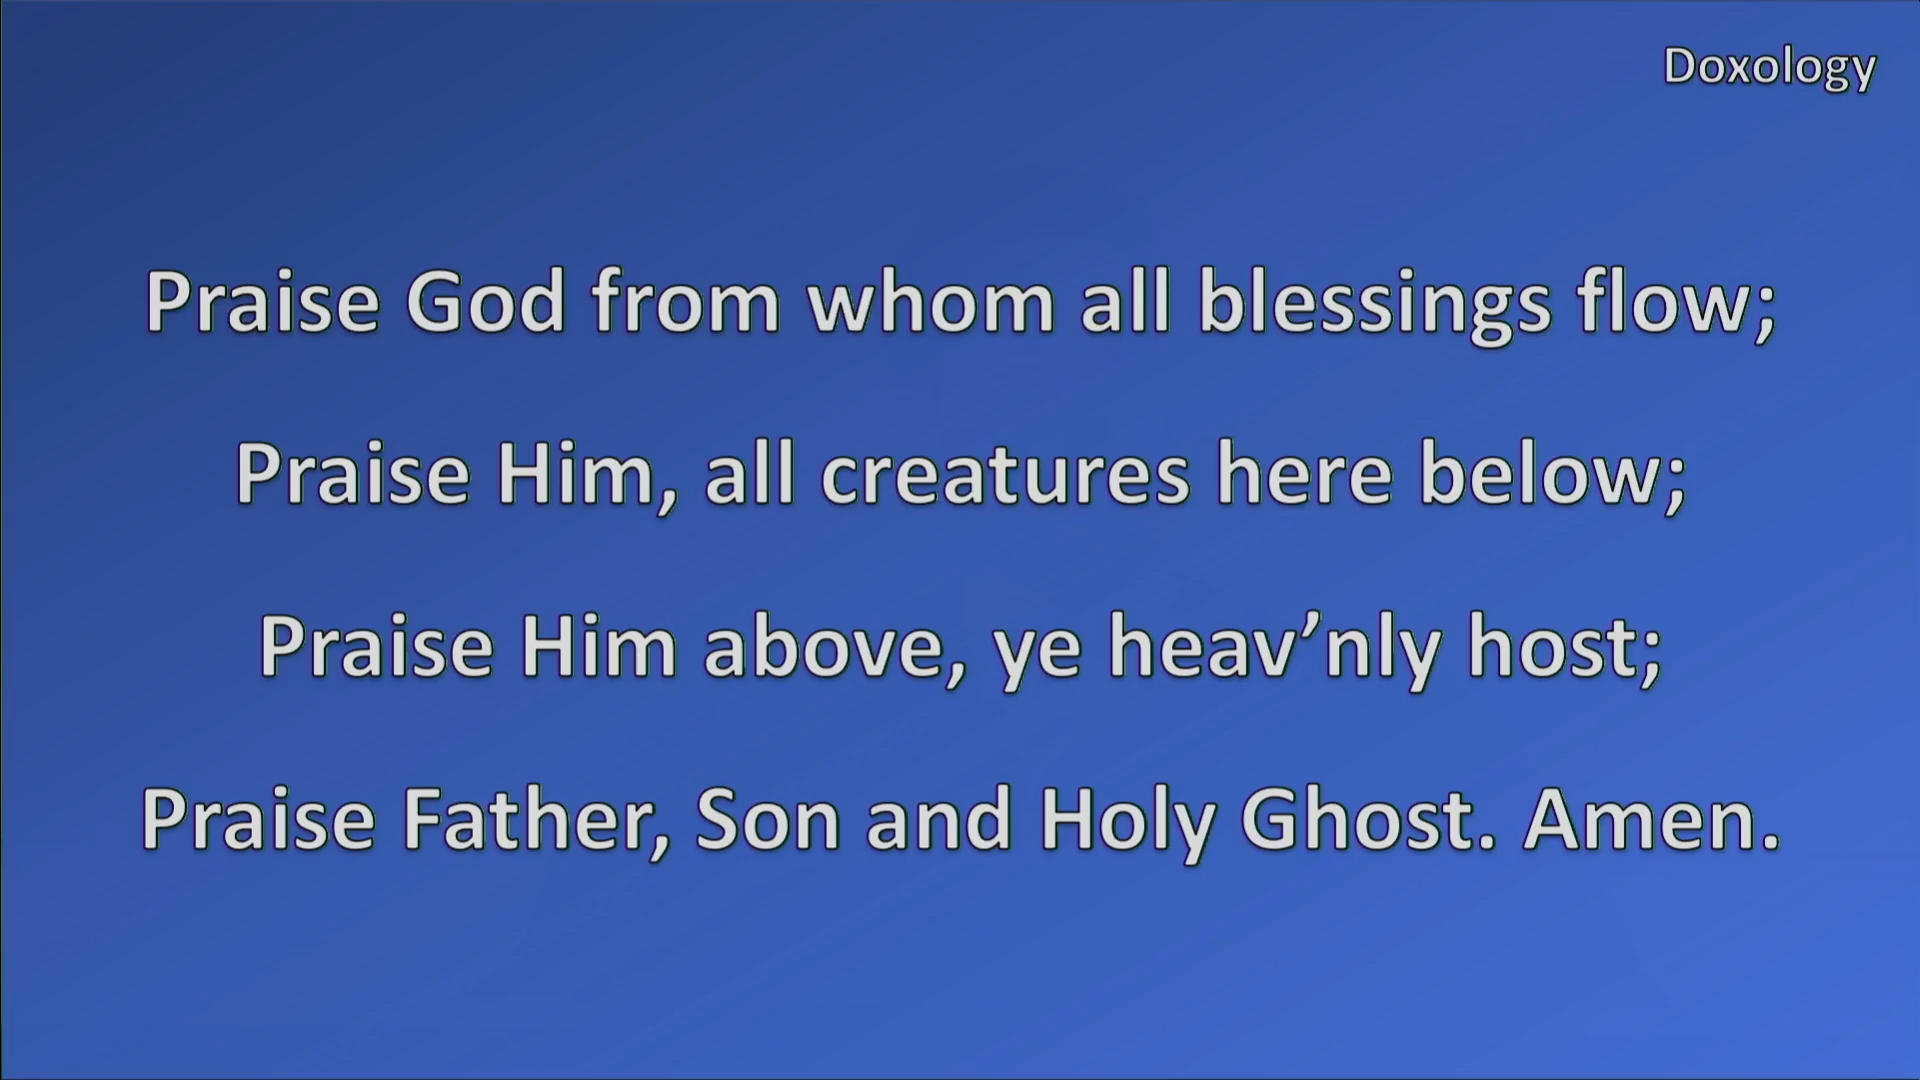 Doxology
Praise God from whom all blessings flow;
Praise Him, all creatures here below;
Praise Him above, ye heav’nly host;
Praise Father, Son and Holy Ghost. Amen.